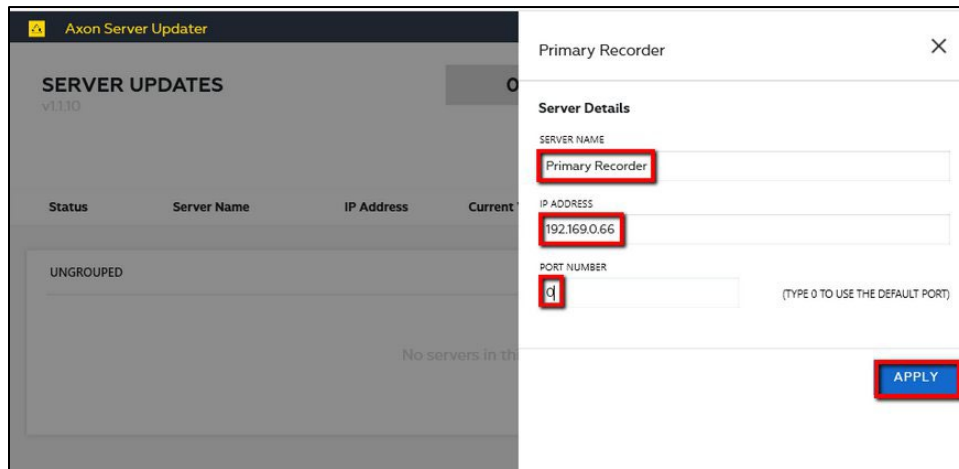 Axon Server Updater
SERVER UPDATES
v1.1.10
0
Status Server Name IP Address Current
UNGROUPED
No servers in
Primary Recorder
Server Details
SERVER NAME
Primary Recorder
IP ADDRESS
192.169.0.66
PORT NUMBER
0
(TYPE 0 TO USE THE DEFAULT PORT)
APPLY